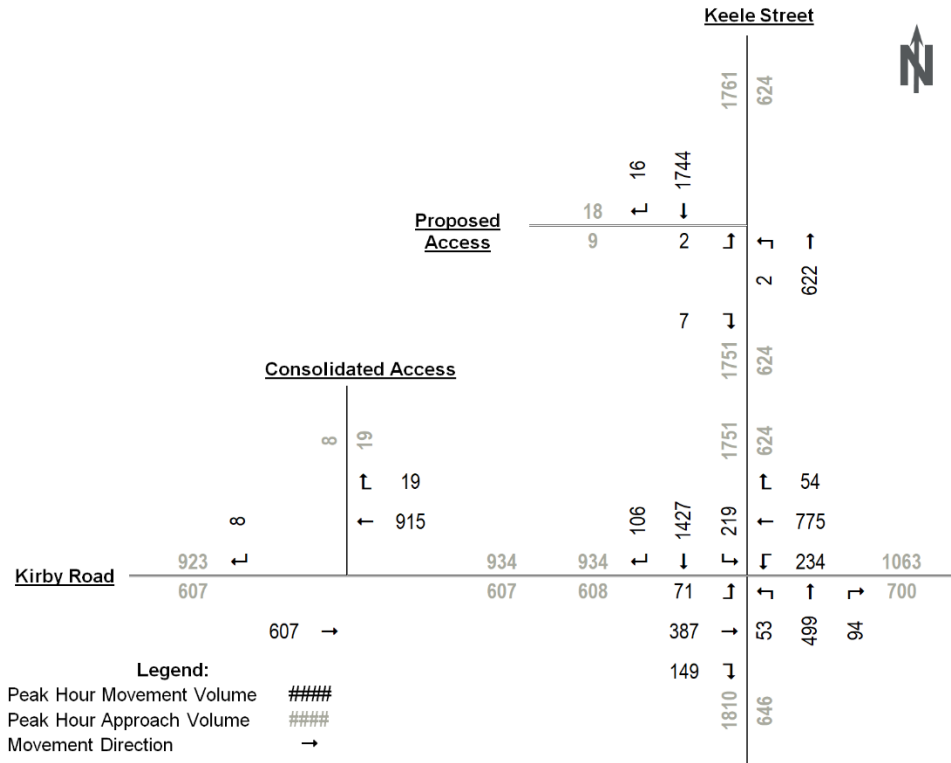 Keele Street
N
1761 624
16 1744
18
Proposed
Access
9 2
2 622
7
1751 624
Consolidated Access
8 19
1751 624
19
54
8 915
106 1427 219 775
923 934 934 234 1063
Kirby Road
607 607 608 71 700
607 387 53 499 94
Legend:
149
Peak Hour Movement Volume ####
Peak Hour Approach Volume ####
1810 646
Movement Direction